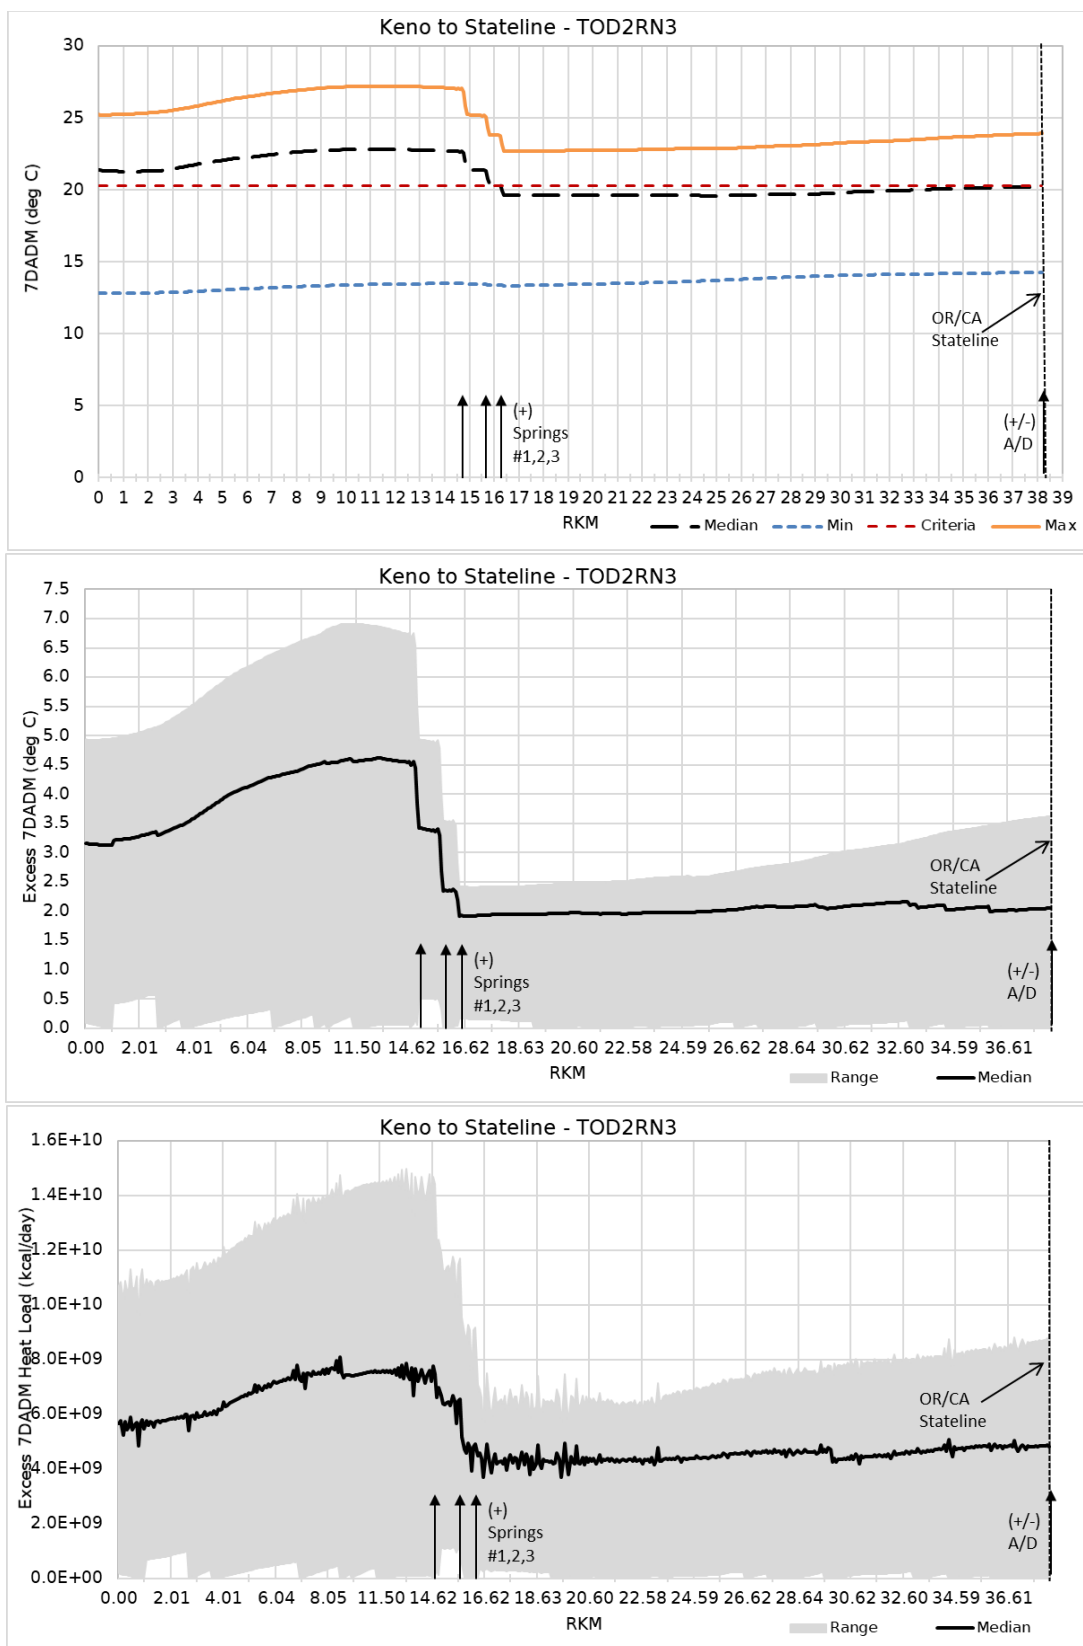 Keno to Stateline - TOD2RN3
7DADM (deg C)
30
25
20
15
10
5
0
OR/CA
Stateline
(+)
Springs
#1,2,3
(+/-)
A/D
0 1 2 3 4 5 6 7 8 9 10 11 12 13 14 15 16 17 18 19 20 21 22 23 24 25 26 27 28 29 30 31 32 33 34 35 36 37 38 39
RKM
Median Min Criteria Max
Keno to Stateline - TOD2RN3
Excess 7DADM (deg C)
7.5
7.0
6.5
6.0
5.5
5.0
4.5
4.0
3.5
3.0
2.5
2.0
1.5
1.0
0.5
0.0
OR/CA
Stateline
(+)
Springs
#1,2,3
(+/-)
A/D
0.00 2.01 4.01 6.04 8.05 11.50 14.62 16.62 18.63 20.60 22.58 24.59 26.62 28.64 30.62 32.60 34.59 36.61
RKM
Range Median
Keno to Stateline - TOD2RN3
Excess 7DADM Heat Load (kcal/day)
1.6E+10
1.4E+10
1.2E+10
1.0E+10
8.0E+09
6.0E+09
4.0E+09
2.0E+09
0.0E+00
OR/CA
Stateline
(+)
Springs
#1,2,3
(+/-)
A/D
0.00 2.01 4.01 6.04 8.05 11.50 14.62 16.62 18.63 20.60 22.58 24.59 26.62 28.64 30.62 32.60 34.59 36.61
RKM
Range Median